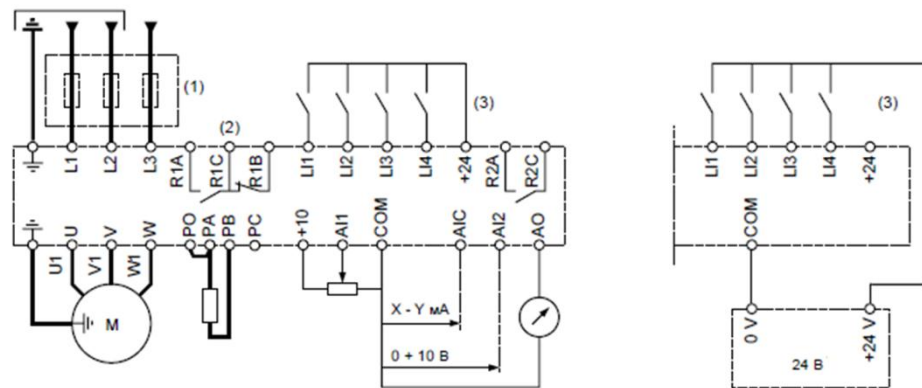 (1)
(2)
(3)
L1 L2 L3 R1A R1C R1B LI1 LI2 LI3 LI4 +24 R2A R2C
U V W PO PA PB PC +10 AI1 COM AIC AI2 AO
U1 V1 W1
M
X - Y мА
0 + 10 В
(3)
LI1 LI2 LI3 LI4 +24
COM
0 V +24 V
24 В